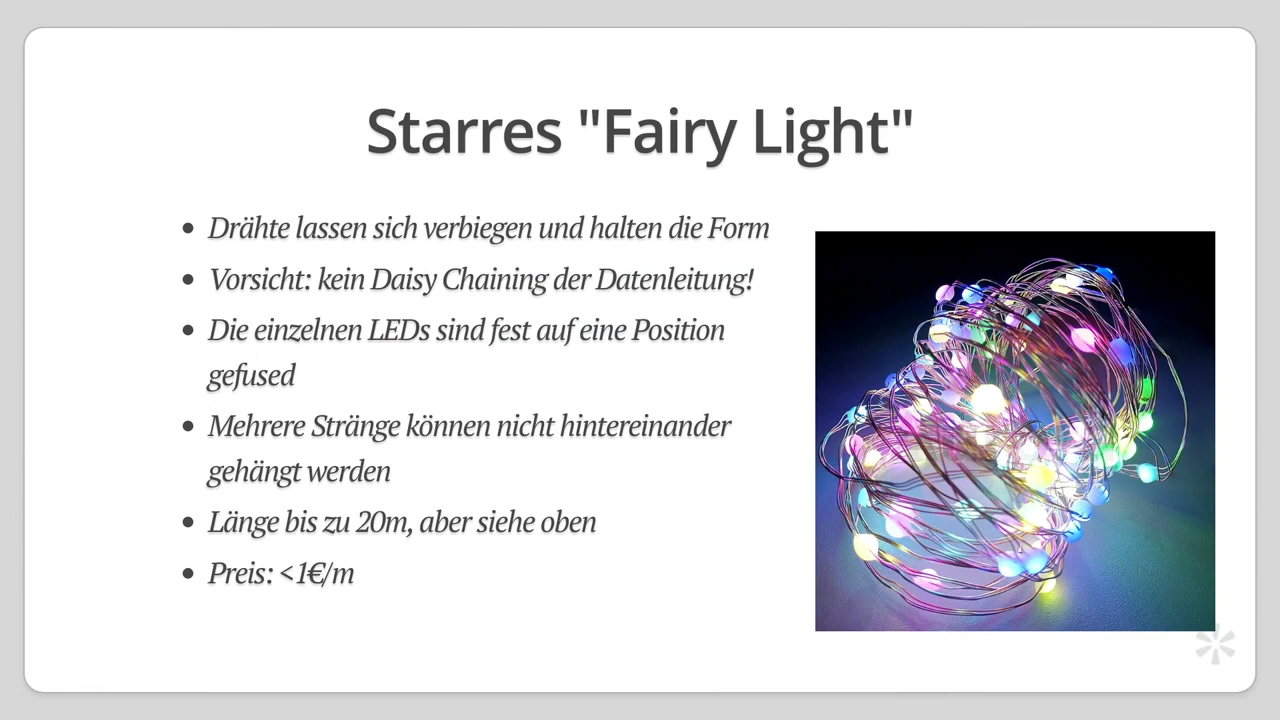 Starres "Fairy Light"
Drähte lassen sich verbiegen und halten die Form
Vorsicht: kein Daisy Chaining der Datenleitung!
Die einzelnen LEDs sind fest auf eine Position
gefused
Mehrere Stränge können nicht hintereinander
gehängt werden
Länge bis zu 20m, aber siehe oben
Preis: <1€/m